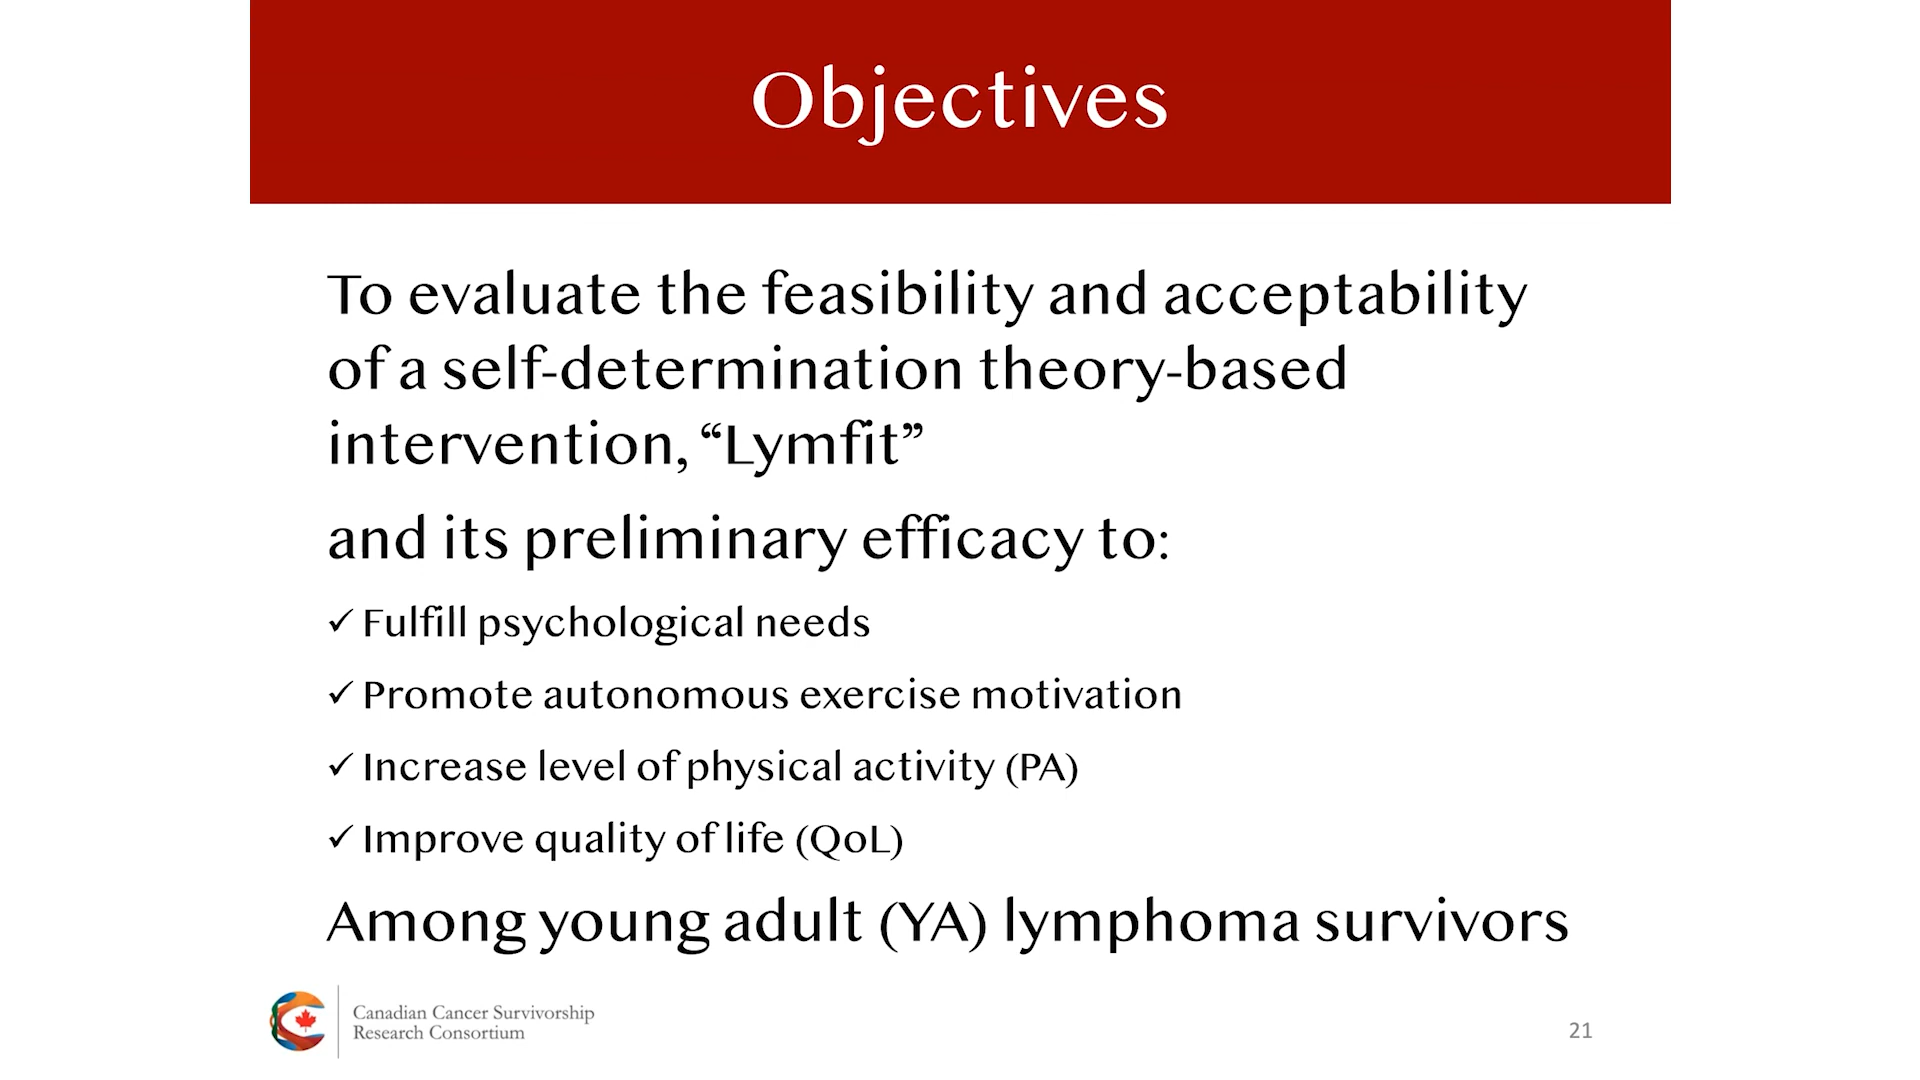 Objectives
To evaluate the feasibility and acceptability
of a self-determination theory-based
intervention, “Lymfit”
and its preliminary efficacy to:
✓ Fulfill psychological needs
✓ Promote autonomous exercise motivation
✓ Increase level of physical activity (PA)
✓ Improve quality of life (QoL)
Among young adult (YA) lymphoma survivors
Canadian Cancer Survivorship
Research Consortium
21